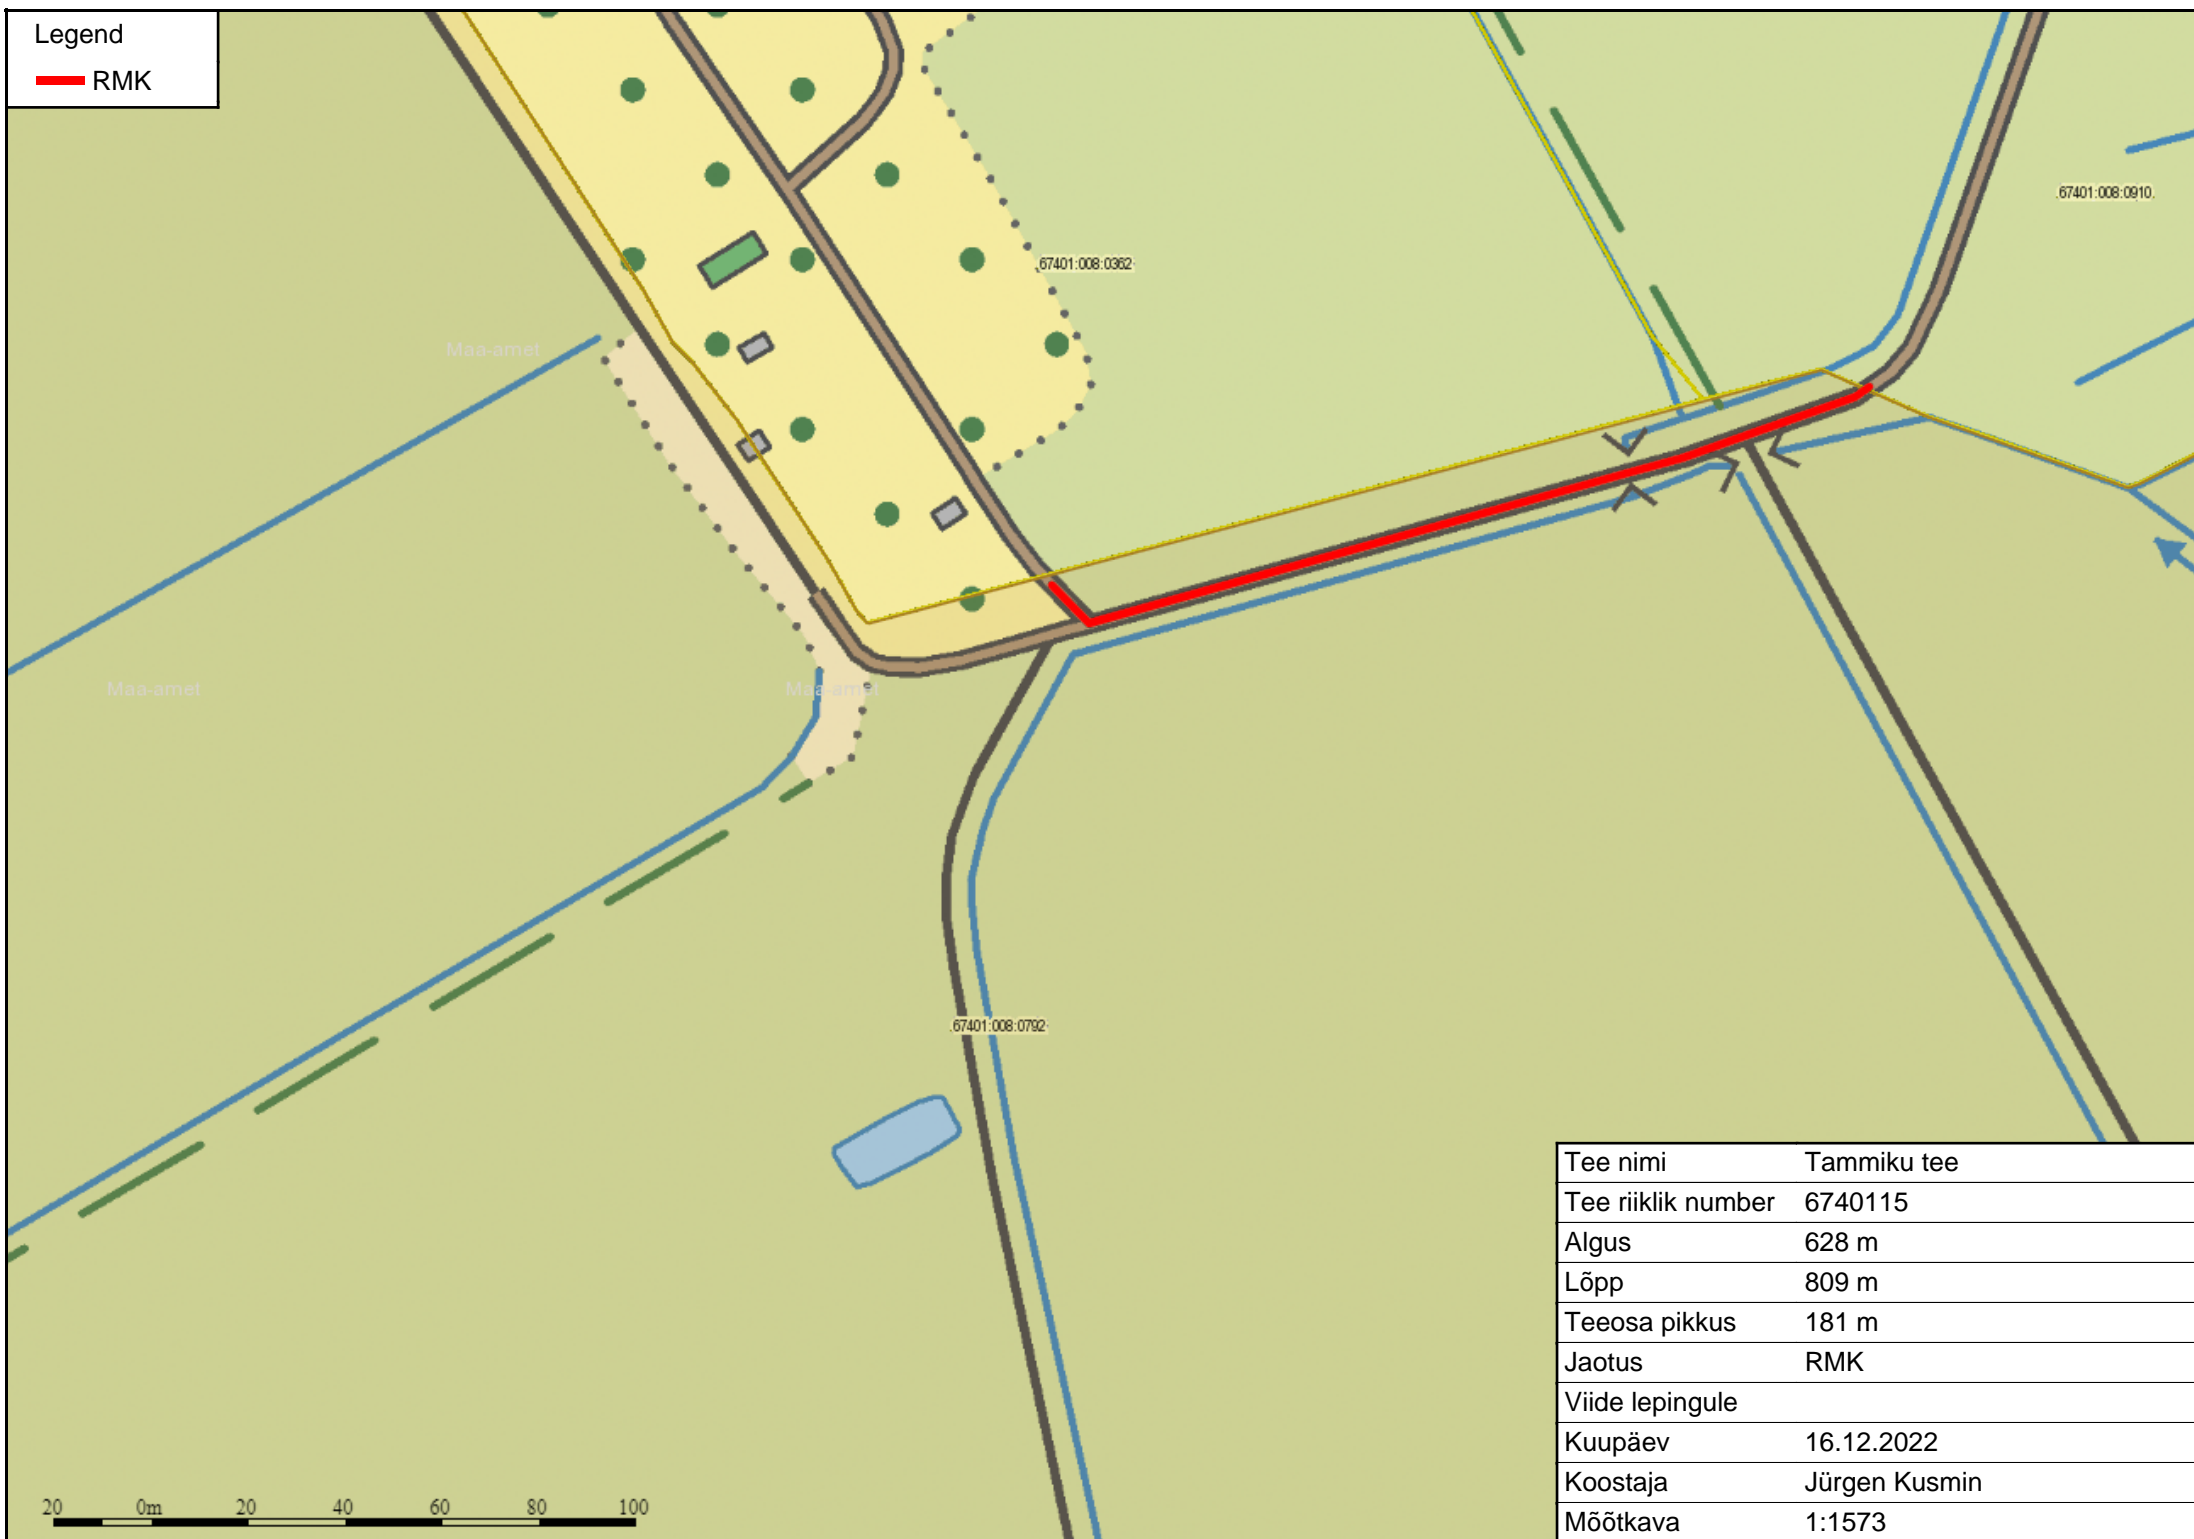 Legend
RMK
67401:008:0910
67401:008:0362
Maa-amet
Maa-amet
Maa-amet
67401:008:0792
Tee nimi Tammiku tee
Tee riiklik number 6740115
Algus 628 m
Lõpp 809 m
Teeosa pikkus 181 m
Jaotus RMK
Viide lepingule
Kuupäev 16.12.2022
Koostaja Jürgen Kusmin
Mõõtkava 1:1573
20 0m 20 40 60 80 100